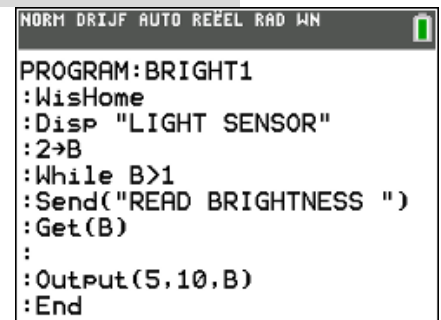 NORM DRIJF AUTO REËEL RAD WN
PROGRAM:BRIGHT1
:WisHome
:Disp "LIGHT SENSOR"
:2→B
:While B>1
:Send("READ BRIGHTNESS ")
:Get(B)
:
:Output(5,10,B)
:End